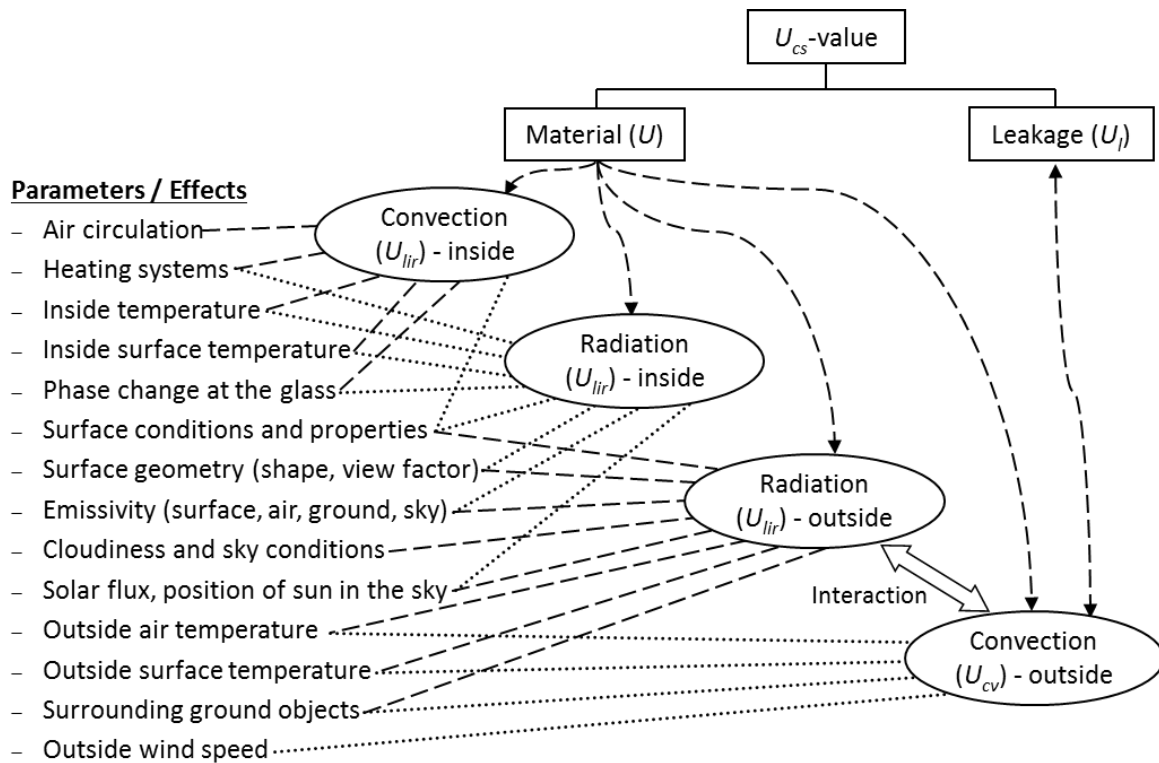 U_cs-value
Material (U)
Leakage (U_l)
Parameters / Effects
– Air circulation
– Heating systems
– Inside temperature
– Inside surface temperature
– Phase change at the glass
– Surface conditions and properties
– Surface geometry (shape, view factor)
– Emissivity (surface, air, ground, sky)
– Cloudiness and sky conditions
– Solar flux, position of sun in the sky
– Outside air temperature
– Outside surface temperature
– Surrounding ground objects
– Outside wind speed
Convection
(U_lir) - inside
Radiation
(U_lir) - inside
Radiation
(U_lir) - outside
Interaction
Convection
(U_cv) - outside